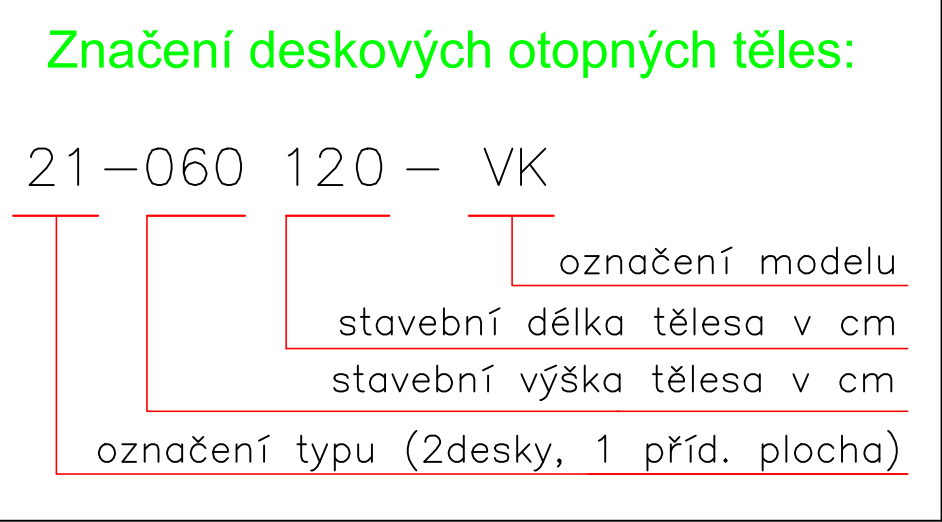 Značení deskových otopných těles:
21-060 120- VK
označení modelu
stavební délka tělesa v cm
stavební výška tělesa v cm
označení typu (2desky, 1 příd. plocha)